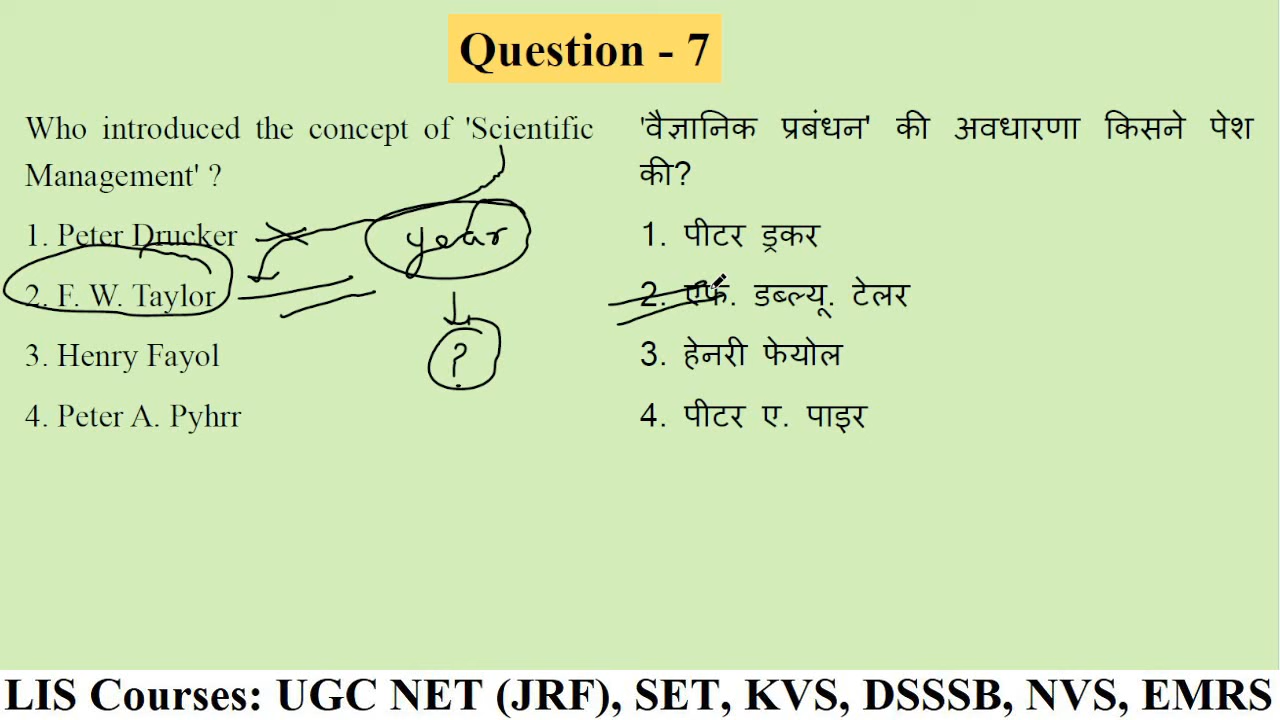 Question - 7
Who introduced the concept of 'Scientific
Management' ?
1. Peter Drucker
2. F. W. Taylor
3. Henry Fayol
4. Peter A. Pyhrr
year
?
'वैज्ञानिक प्रबंधन' की अवधारणा किसने पेश
की?
1. पीटर ड्रकर
2. एफ. डब्ल्यू. टेलर
3. हेनरी फेयोल
4. पीटर ए. पाइर
LIS Courses: UGC NET (JRF), SET, KVS, DSSSB, NVS, EMRS